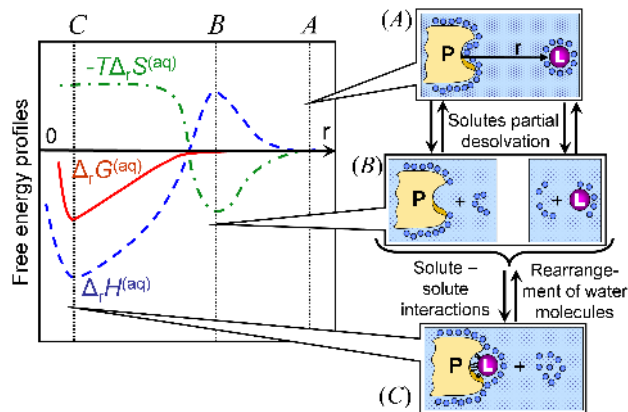 C B A
-TΔᵣS⁽ᵃq⁾
0 r
ΔᵣG⁽ᵃq⁾
ΔᵣH⁽ᵃq⁾
Free energy profiles
(A)
P r L
Solutes partial
desolvation
(B)
P + + L
Solute –
solute
interactions
Rearrange-
ment of water
molecules
P L +
(C)